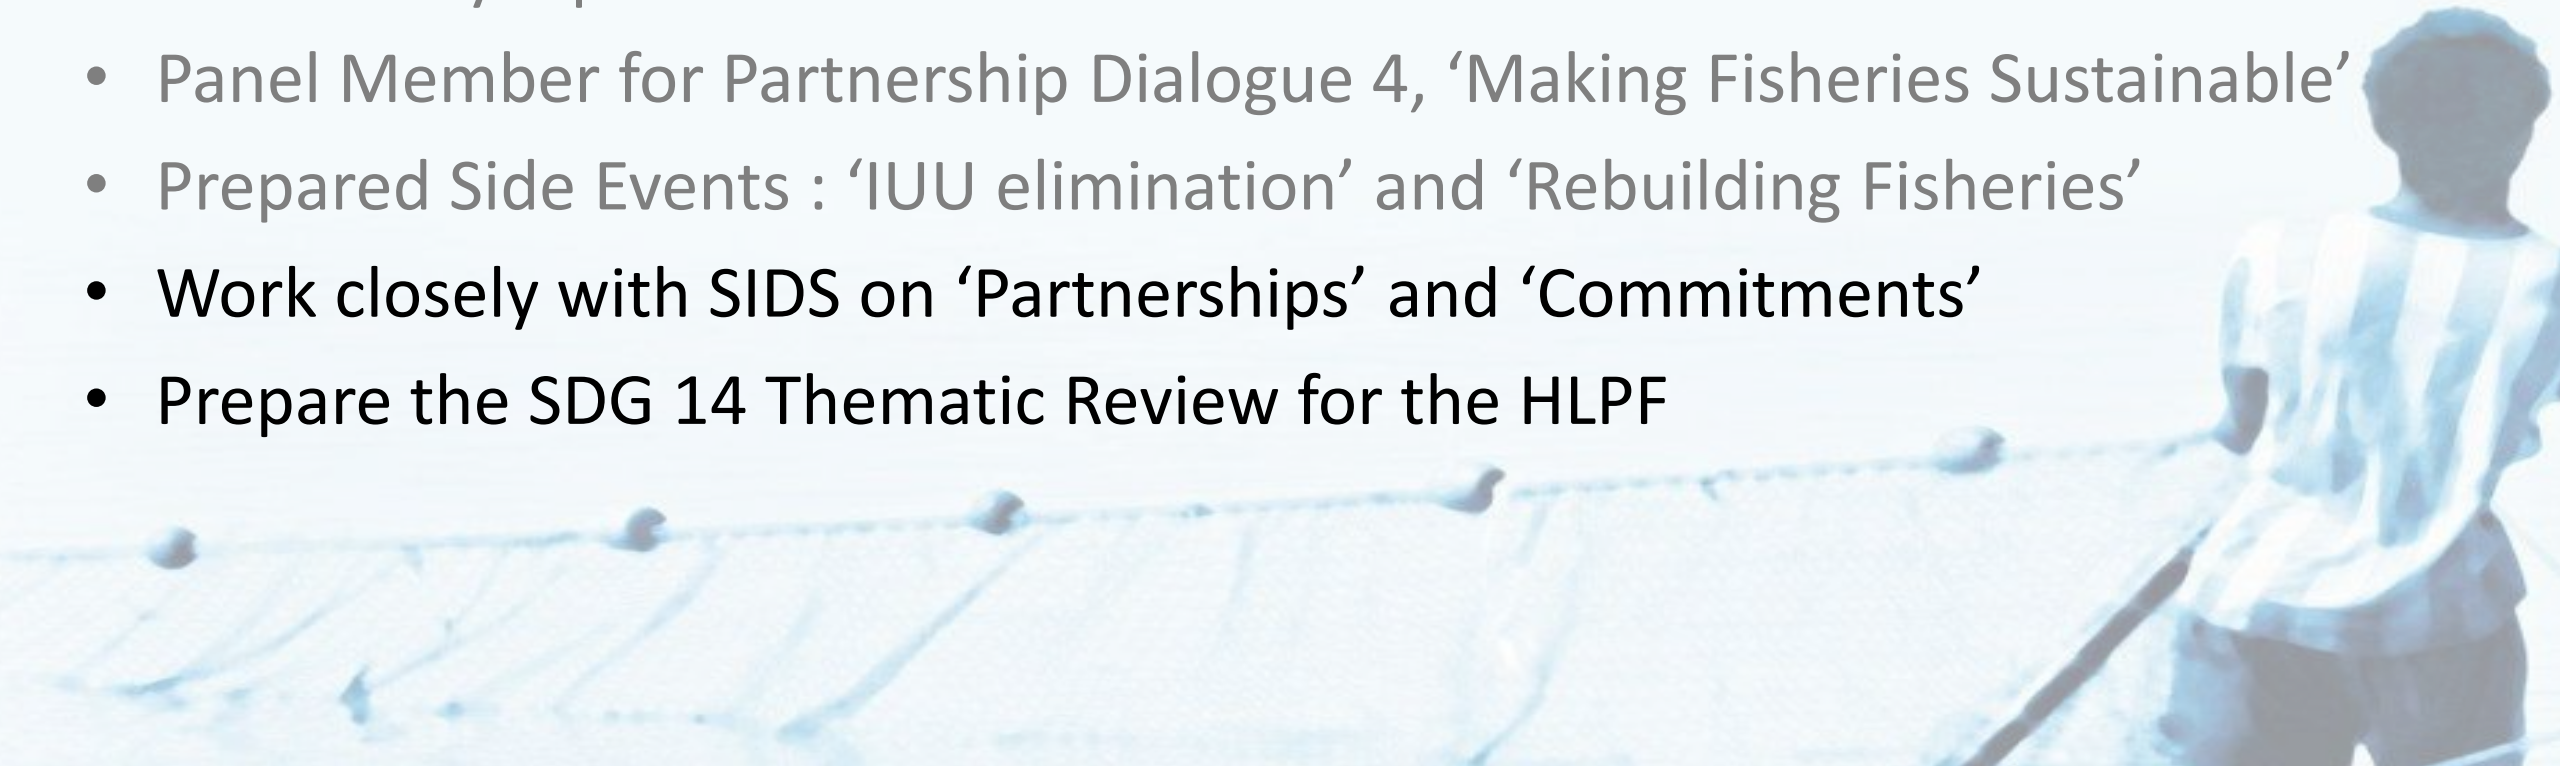 • Panel Member for Partnership Dialogue 4, ‘Making Fisheries Sustainable’
• Prepared Side Events : ‘IUU elimination’ and ‘Rebuilding Fisheries’
• Work closely with SIDS on ‘Partnerships’ and ‘Commitments’
• Prepare the SDG 14 Thematic Review for the HLPF